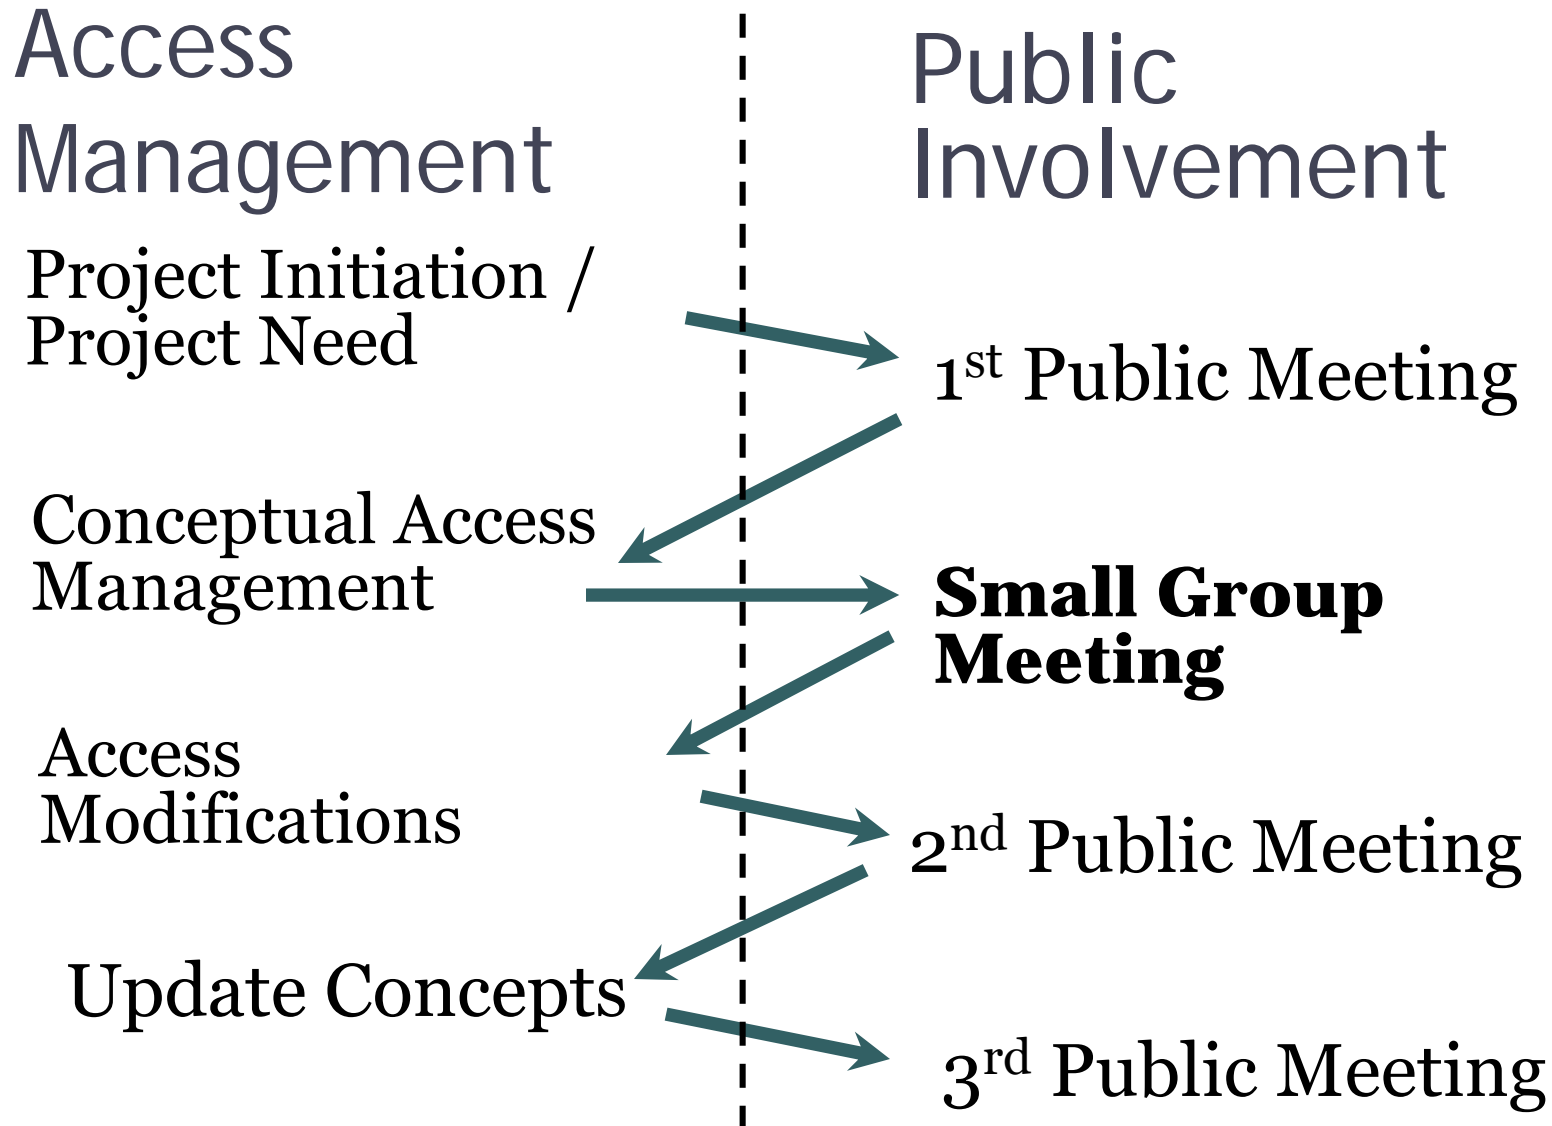 Access
Management
Project Initiation /
Project Need
Conceptual Access
Management
Access
Modifications
Update Concepts
Public
Involvement
1st Public Meeting
Small Group
Meeting
2nd Public Meeting
3rd Public Meeting